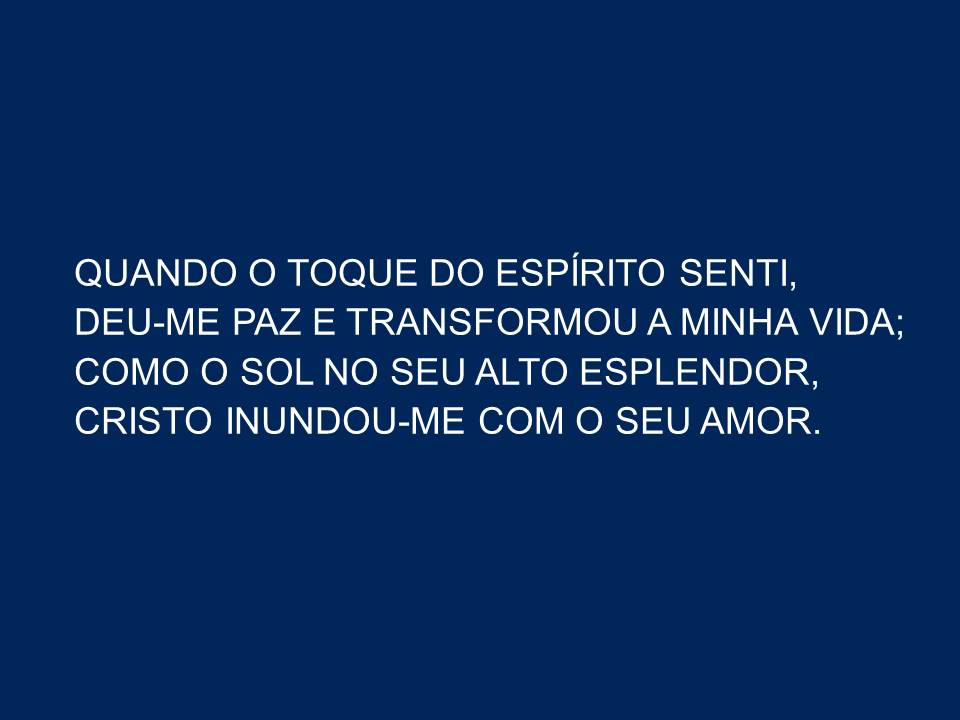 QUANDO O TOQUE DO ESPÍRITO SENTI,
DEU-ME PAZ E TRANSFORMOU A MINHA VIDA;
COMO O SOL NO SEU ALTO ESPLENDOR,
CRISTO INUNDOU-ME COM O SEU AMOR.